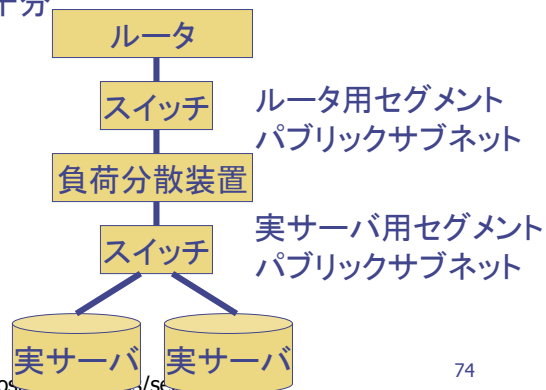 十分
ルータ
スイッチ
ルータ用セグメント
パブリックサブネット
負荷分散装置
スイッチ
実サーバ用セグメント
パブリックサブネット
実サーバ
実サーバ
74